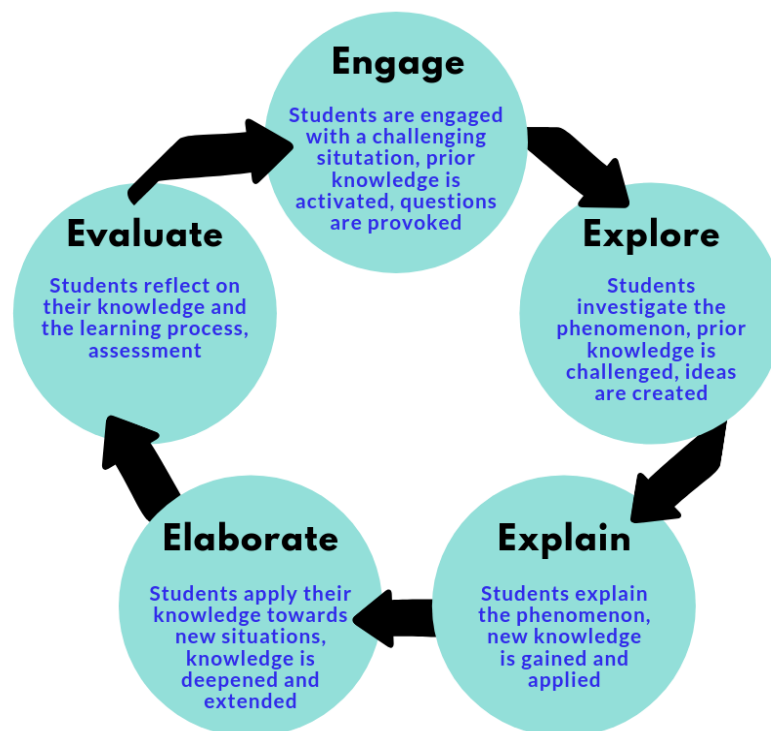 Engage
Students are engaged
with a challenging
situtation, prior
knowledge is
activated, questions
are provoked
Explore
Students
investigate the
phenomenon, prior
knowledge is
challenged, ideas
are created
Explain
Students explain
the phenomenon,
new knowledge
is gained and
applied
Elaborate
Students apply their
knowledge towards
new situations,
knowledge is
deepened and
extended
Evaluate
Students reflect on
their knowledge and
the learning process,
assessment